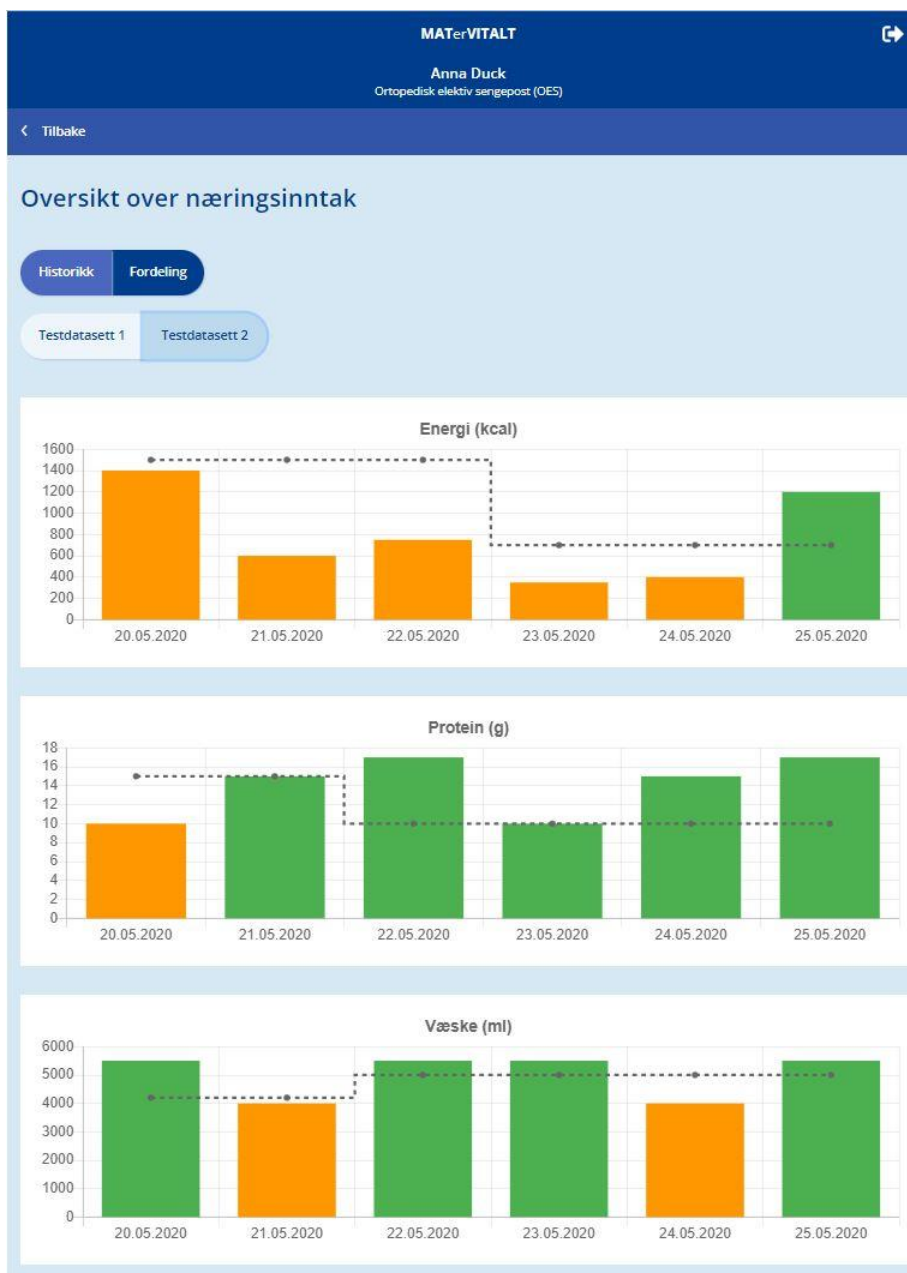 MATerVITALT
Anna Duck
Ortopedisk elektiv sengepost (OES)
Tilbake
Oversikt over næringsinntak
Historikk Fordeling
Testdatasett 1 Testdatasett 2
Energi (kcal)
1600
1400
1200
1000
800
600
400
200
0
20.05.2020 21.05.2020 22.05.2020 23.05.2020 24.05.2020 25.05.2020
Protein (g)
18
16
14
12
10
8
6
4
2
0
20.05.2020 21.05.2020 22.05.2020 23.05.2020 24.05.2020 25.05.2020
Væske (ml)
6000
5000
4000
3000
2000
1000
0
20.05.2020 21.05.2020 22.05.2020 23.05.2020 24.05.2020 25.05.2020